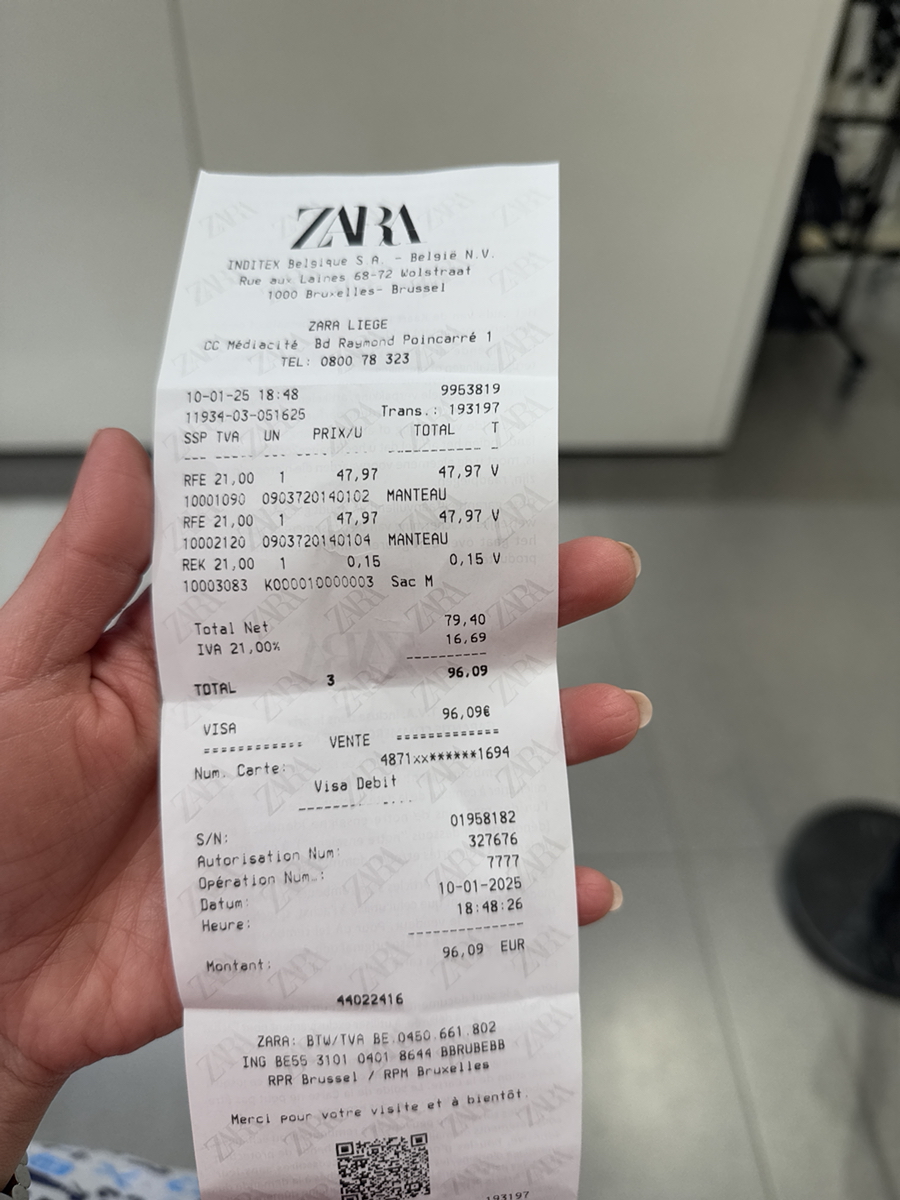 ZARA
INDITEX Belgique S.A. - België N.V.
Rue aux Laines 68-72 Wolstraat
1000 Bruxelles- Brussel
ZARA LIEGE
CC Médiacité Bd Raymond Poincarré 1
TEL: 0800 78 323
10-01-25 18:48 9953819
11934-03-051625 Trans.: 193197
SSP TVA UN PRIX/U TOTAL T
RFE 21,00 1 47,97 47,97 V
10001090 0903720140102 MANTEAU
RFE 21,00 1 47,97 47,97 V
10002120 0903720140104 MANTEAU
REK 21,00 1 0,15 0,15 V
10003083 K000010000003 Sac M
Total Net 79,40
IVA 21,00% 16,69
----------
TOTAL 3 96,09
VISA 96,09€
============ VENTE ============
Num. Carte: 4871xx******1694
Visa Debit
S/N: 01958182
Autorisation Num: 327676
Opération Num.: 7777
Datum: 10-01-2025
Heure: 18:48:26
Montant: 96,09 EUR
44022416
ZARA: BTW/TVA BE.0450.661.802
ING BE55 3101 0401 8644 BBRUBEBB
RPR Brussel / RPM Bruxelles
Merci pour votre visite et à bientôt.
193197